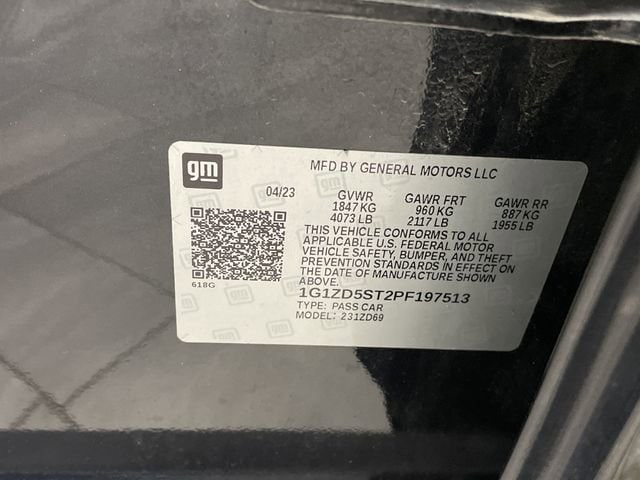 gm
MFD BY GENERAL MOTORS LLC
04/23 GVWR GAWR FRT GAWR RR
1847 KG 960 KG 887 KG
4073 LB 2117 LB 1955 LB
THIS VEHICLE CONFORMS TO ALL
APPLICABLE U.S. FEDERAL MOTOR
VEHICLE SAFETY, BUMPER, AND THEFT
PREVENTION STANDARDS IN EFFECT ON
THE DATE OF MANUFACTURE SHOWN
ABOVE.
618G
1G1ZD5ST2PF197513
TYPE: PASS CAR
MODEL: 231ZD69